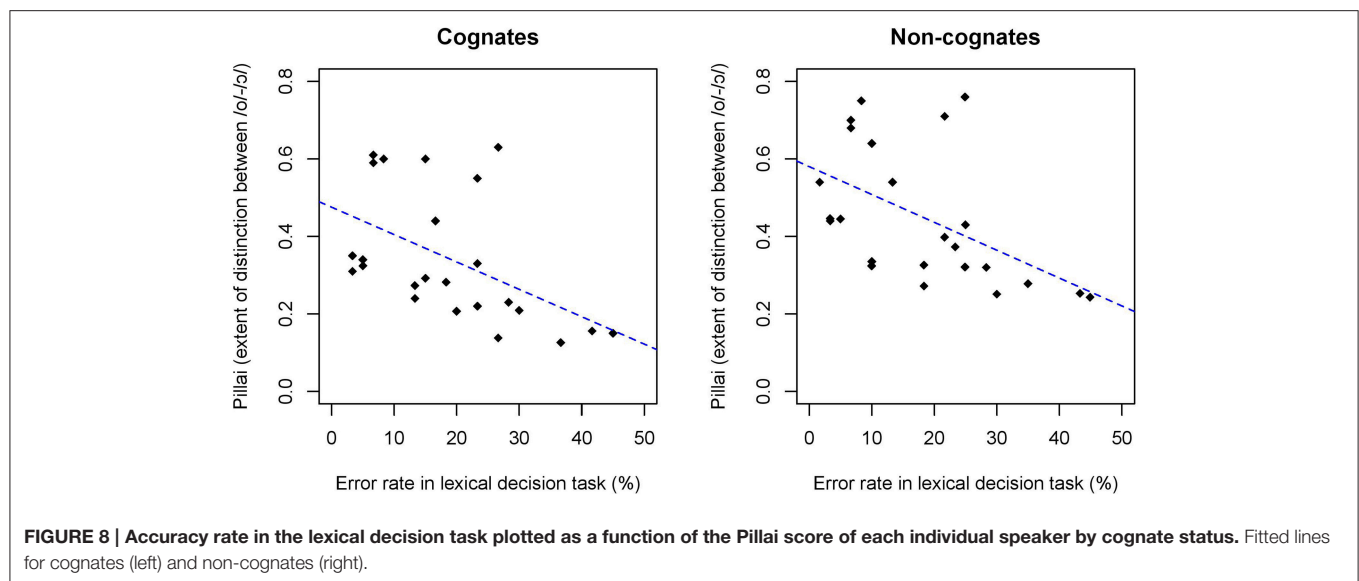 Cognates
Non-cognates
Pillai (extent of distinction between /o/-/ɔ/)
0.8
0.6
0.4
0.2
0.0
0 10 20 30 40 50
Error rate in lexical decision task (%)
Pillai (extent of distinction between /o/-/ɔ/)
0.8
0.6
0.4
0.2
0.0
0 10 20 30 40 50
Error rate in lexical decision task (%)
FIGURE 8 | Accuracy rate in the lexical decision task plotted as a function of the Pillai score of each individual speaker by cognate status. Fitted lines
for cognates (left) and non-cognates (right).